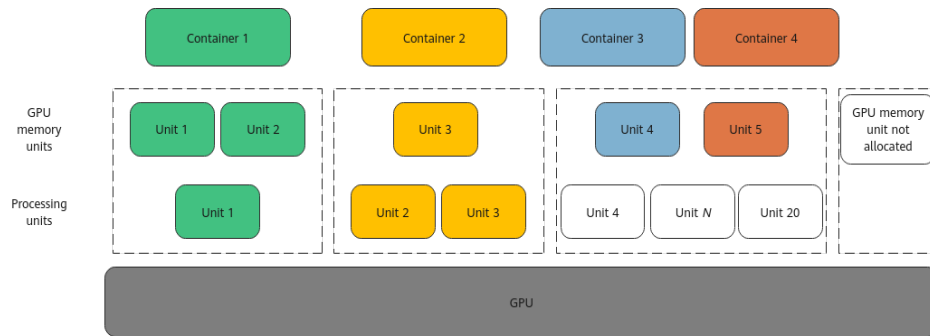 Container 1
Container 2
Container 3
Container 4
GPU
memory
units
Unit 1
Unit 2
Unit 3
Unit 4
Unit 5
GPU memory
unit not
allocated
Processing
units
Unit 1
Unit 2
Unit 3
Unit 4
Unit N
Unit 20
GPU